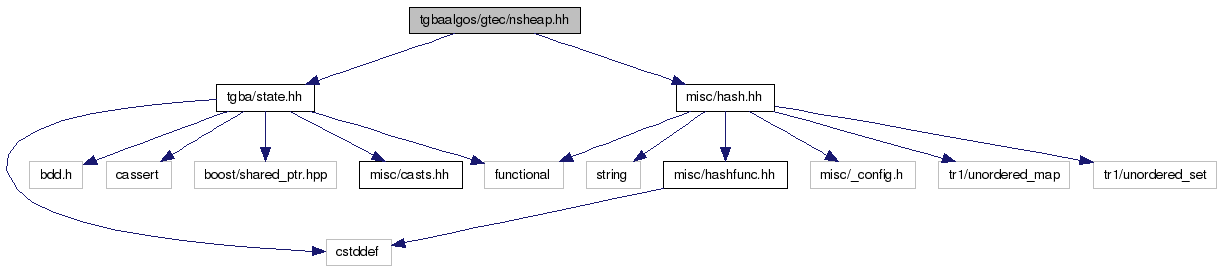 tgbaalgos/gtec/nsheap.hh
tgba/state.hh
misc/hash.hh
bdd.h
cassert
boost/shared_ptr.hpp
misc/casts.hh
functional
string
misc/hashfunc.hh
misc/_config.h
tr1/unordered_map
tr1/unordered_set
cstddef